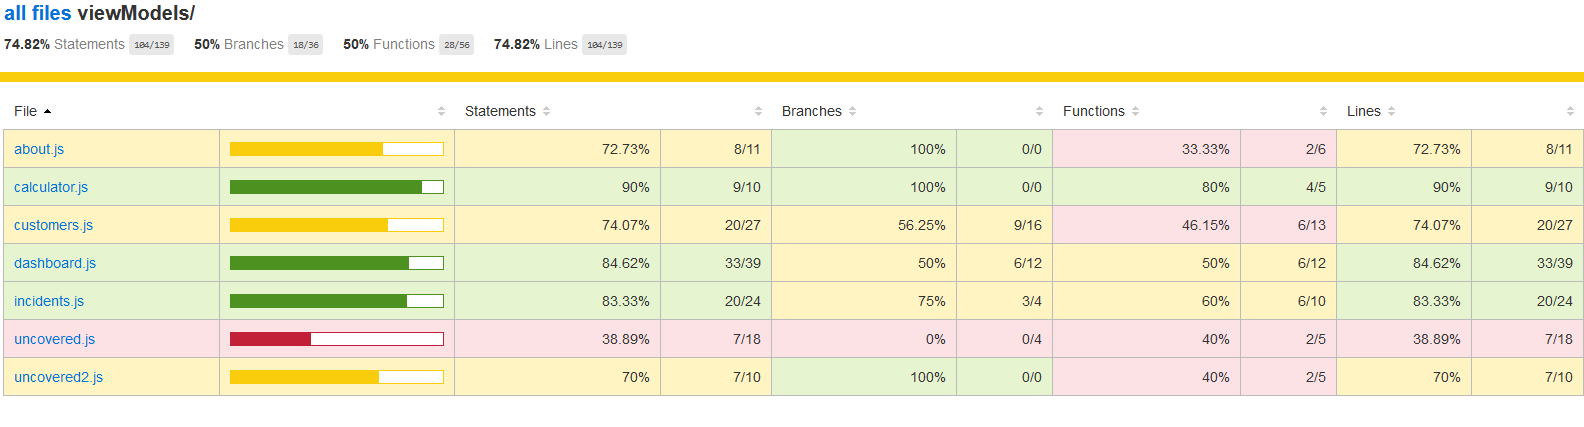 all files viewModels/
74.82% Statements 104/139 50% Branches 18/36 50% Functions 28/56 74.82% Lines 104/139
File Statements Branches Functions Lines
about.js 72.73% 8/11 100% 0/0 33.33% 2/6 72.73% 8/11
calculator.js 90% 9/10 100% 0/0 80% 4/5 90% 9/10
customers.js 74.07% 20/27 56.25% 9/16 46.15% 6/13 74.07% 20/27
dashboard.js 84.62% 33/39 50% 6/12 50% 6/12 84.62% 33/39
incidents.js 83.33% 20/24 75% 3/4 60% 6/10 83.33% 20/24
uncovered.js 38.89% 7/18 0% 0/4 40% 2/5 38.89% 7/18
uncovered2.js 70% 7/10 100% 0/0 40% 2/5 70% 7/10